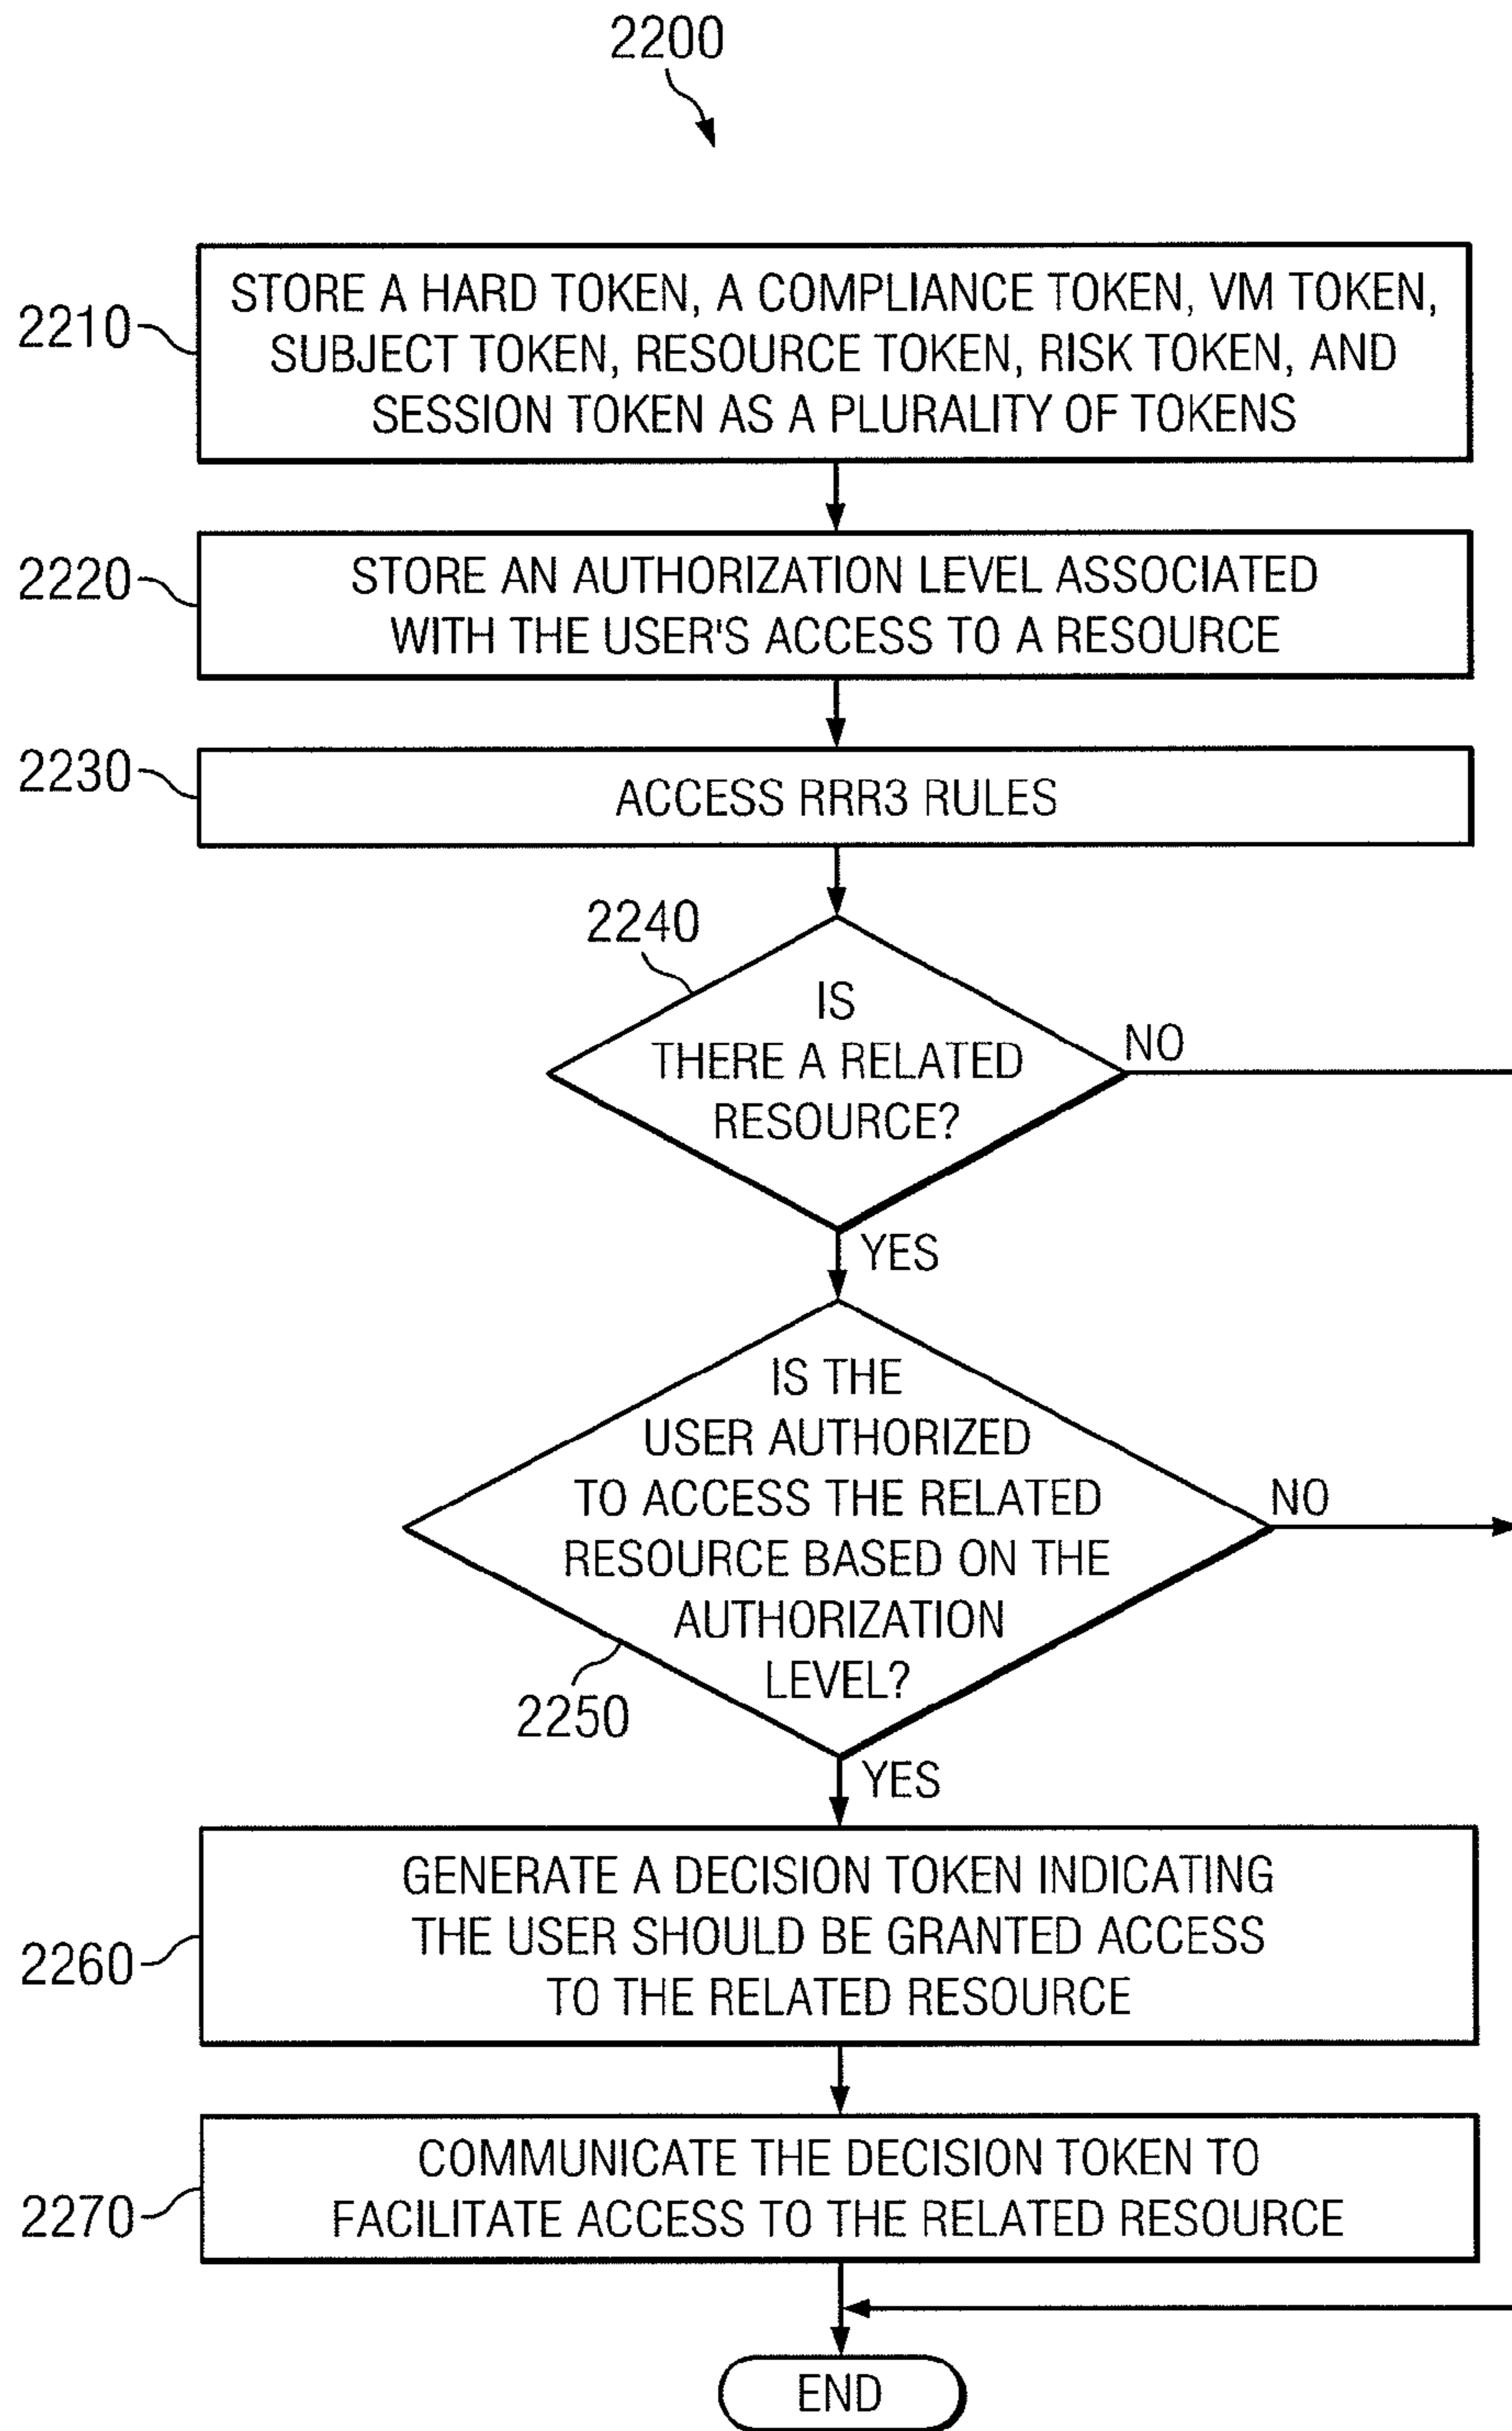 2200
2210
STORE A HARD TOKEN, A COMPLIANCE TOKEN, VM TOKEN,
SUBJECT TOKEN, RESOURCE TOKEN, RISK TOKEN, AND
SESSION TOKEN AS A PLURALITY OF TOKENS
2220
STORE AN AUTHORIZATION LEVEL ASSOCIATED
WITH THE USER'S ACCESS TO A RESOURCE
2230
ACCESS RRR3 RULES
2240
IS
THERE A RELATED
RESOURCE?
NO
YES
IS THE
USER AUTHORIZED
TO ACCESS THE RELATED
RESOURCE BASED ON THE
AUTHORIZATION
LEVEL?
NO
2250
YES
2260
GENERATE A DECISION TOKEN INDICATING
THE USER SHOULD BE GRANTED ACCESS
TO THE RELATED RESOURCE
2270
COMMUNICATE THE DECISION TOKEN TO
FACILITATE ACCESS TO THE RELATED RESOURCE
END